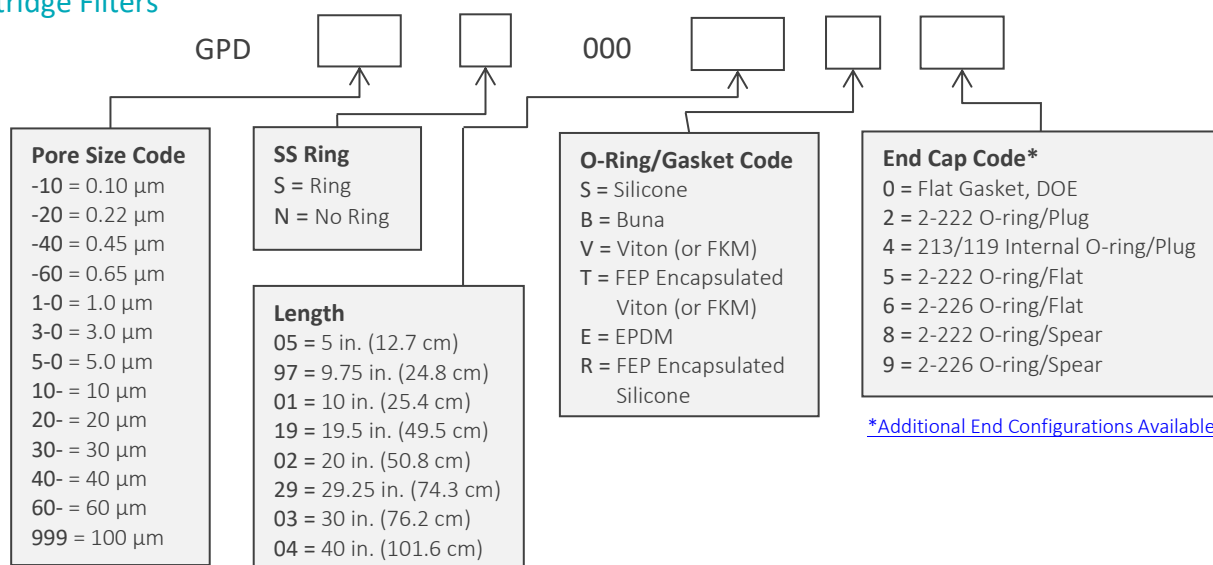 Filters
GPD 000
Pore Size Code
-10 = 0.10 µm
-20 = 0.22 µm
-40 = 0.45 µm
-60 = 0.65 µm
1-0 = 1.0 µm
3-0 = 3.0 µm
5-0 = 5.0 µm
10- = 10 µm
20- = 20 µm
30- = 30 µm
40- = 40 µm
60- = 60 µm
999 = 100 µm
SS Ring
S = Ring
N = No Ring
Length
05 = 5 in. (12.7 cm)
97 = 9.75 in. (24.8 cm)
01 = 10 in. (25.4 cm)
19 = 19.5 in. (49.5 cm)
02 = 20 in. (50.8 cm)
29 = 29.25 in. (74.3 cm)
03 = 30 in. (76.2 cm)
04 = 40 in. (101.6 cm)
O-Ring/Gasket Code
S = Silicone
B = Buna
V = Viton (or FKM)
T = FEP Encapsulated
Viton (or FKM)
E = EPDM
R = FEP Encapsulated
Silicone
End Cap Code*
0 = Flat Gasket, DOE
2 = 2-222 O-ring/Plug
4 = 213/119 Internal O-ring/Plug
5 = 2-222 O-ring/Flat
6 = 2-226 O-ring/Flat
8 = 2-222 O-ring/Spear
9 = 2-226 O-ring/Spear
*Additional End Configurations Available